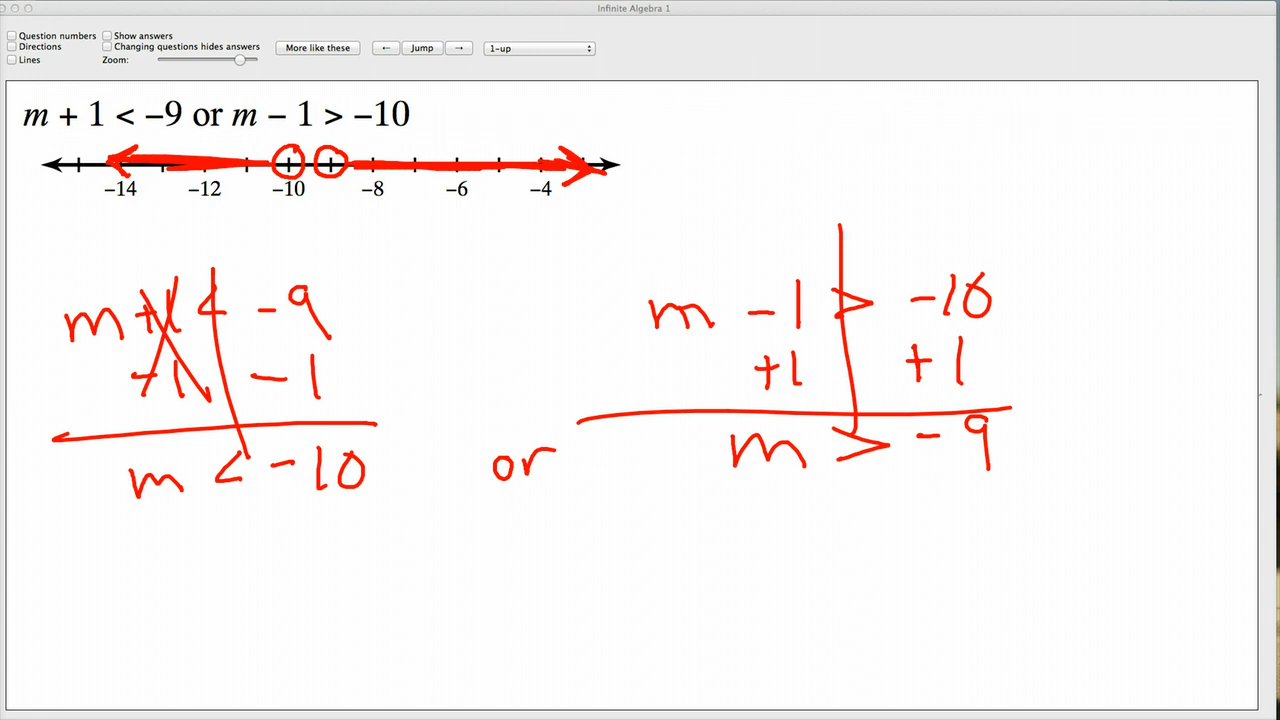 Infinite Algebra 1
Question numbers
Show answers
Directions
Changing questions hides answers
Lines
Zoom:
More like these
←
Jump
→
1-up
m + 1 < −9 or m − 1 > −10
−14 −12 −10 −8 −6 −4
m + 1 < - 9
- 1 - 1
m < - 10
or
m - 1 > - 10
+ 1 + 1
m > - 9